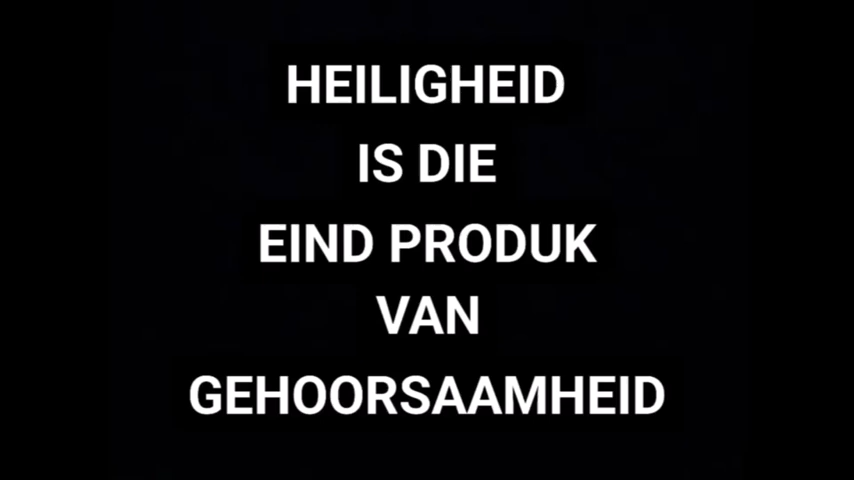 HEILIGHEID
IS DIE
EIND PRODUK
VAN
GEHOORSAAMHEID